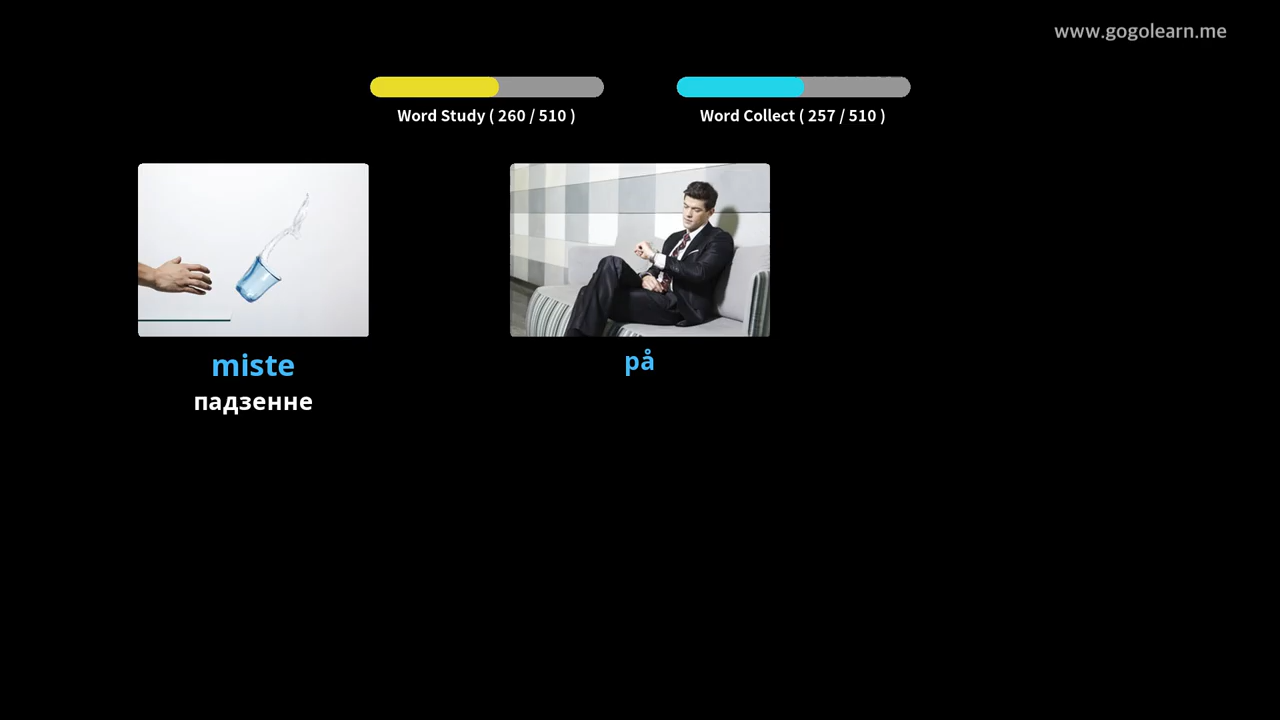 www.gogolearn.me
Word Study ( 260 / 510 )
Word Collect ( 257 / 510 )
miste
падзенне
på